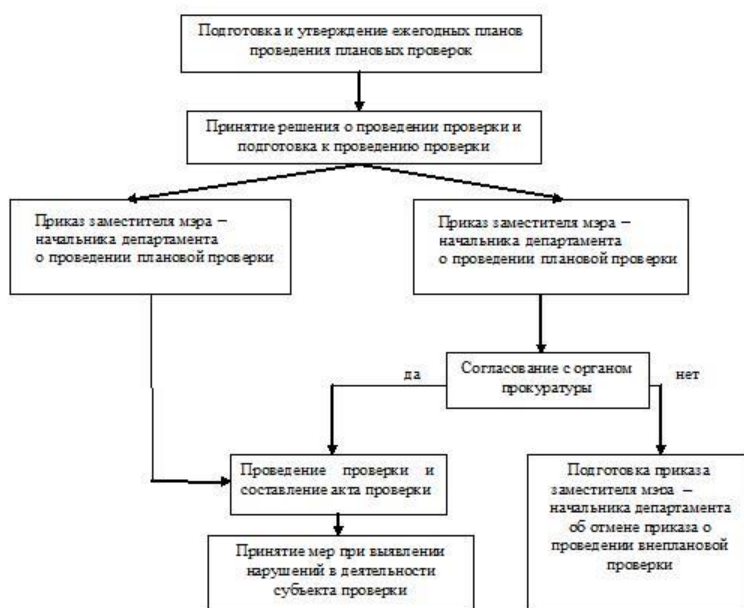 Подготовка и утверждение ежегодных планов
проведения плановых проверок
Принятие решения о проведении проверки и
подготовка к проведению проверки
Приказ заместителя мэра –
начальника департамента
о проведении плановой проверки
Приказ заместителя мэра –
начальника департамента
о проведении плановой проверки
Согласование с органом
прокуратуры
да
нет
Проведение проверки и
составление акта проверки
Подготовка приказа
заместителя мэра –
начальника департамента
об отмене приказа о
проведении внеплановой
проверки
Принятие мер при выявлении
нарушений в деятельности
субъекта проверки